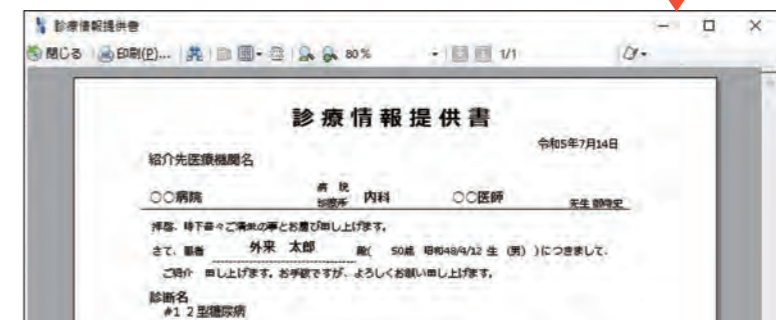 診療情報提供書
閉じる 印刷(P)... 80% 1/1
診療情報提供書
令和5年7月14日
紹介先医療機関名
〇〇病院 病院 診療所 内科 〇〇医師 先生 御机下
拝啓、時下益々ご清栄の事とお慶び申し上げます。
さて、患者 外来 太郎 殿( 50歳 昭和48/4/12 生 (男) )につきまして、
ご紹介 申し上げます。お手数ですが、よろしくお願い申し上げます。
診断名
#1 2型糖尿病